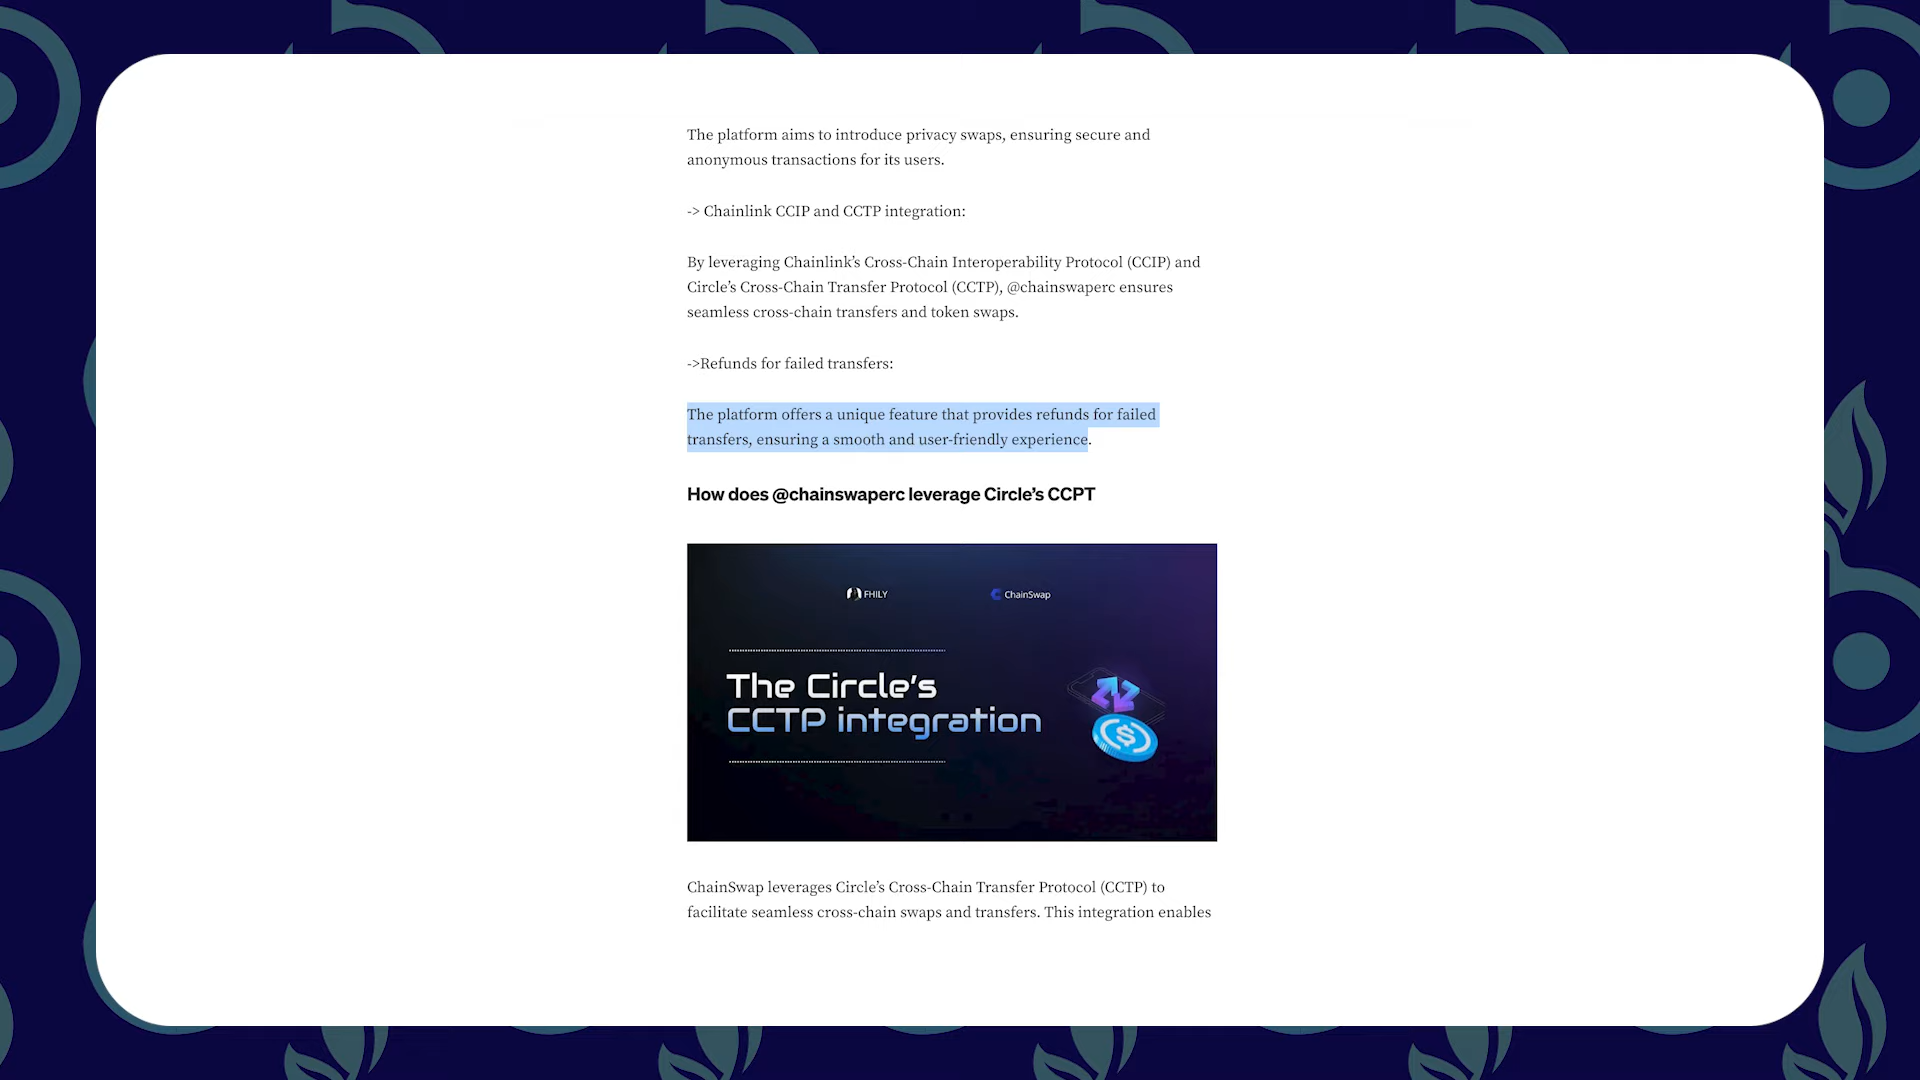 The platform aims to introduce privacy swaps, ensuring secure and
anonymous transactions for its users.
-> Chainlink CCIP and CCTP integration:
By leveraging Chainlink’s Cross-Chain Interoperability Protocol (CCIP) and
Circle’s Cross-Chain Transfer Protocol (CCTP), @chainswaperc ensures
seamless cross-chain transfers and token swaps.
->Refunds for failed transfers:
The platform offers a unique feature that provides refunds for failed
transfers, ensuring a smooth and user-friendly experience.
How does @chainswaperc leverage Circle’s CCPT
FHILY
ChainSwap
The Circle’s
CCTP integration
ChainSwap leverages Circle’s Cross-Chain Transfer Protocol (CCTP) to
facilitate seamless cross-chain swaps and transfers. This integration enables